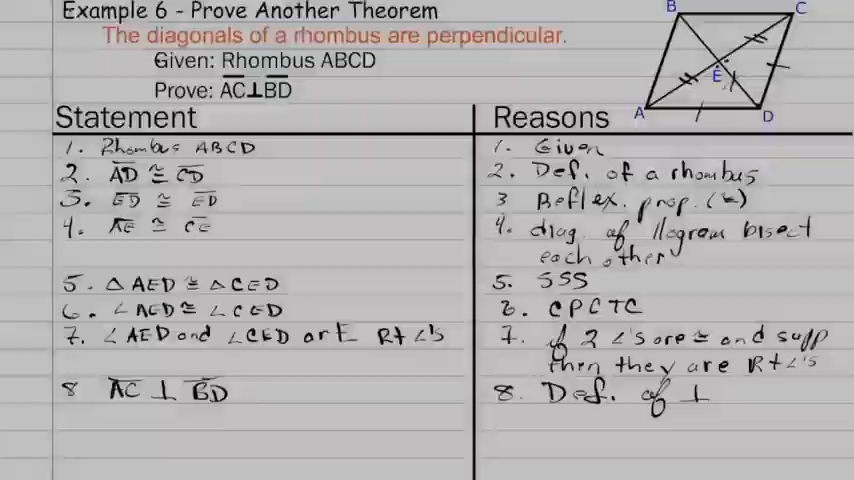 Example 6 - Prove Another Theorem
The diagonals of a rhombus are perpendicular.
Given: Rhombus ABCD
Prove: AC⊥BD
B C
E
A D
Statement Reasons
1. Rhombus ABCD 1. Given
2. AD ≅ CD 2. Def. of a rhombus
3. ED ≅ ED 3 Reflex. prop. (≅)
4. AE ≅ CE 4. diag. of llogram bisect
each other
5. △ AED ≅ △ CED 5. SSS
6. ∠ AED ≅ ∠ CED 6. CPCTC
7. ∠ AED and ∠ CED arE Rt ∠'s 7. if 2 ∠'s are ≅ and supp
then they are Rt ∠'s
8 AC ⊥ BD 8. Def. of ⊥